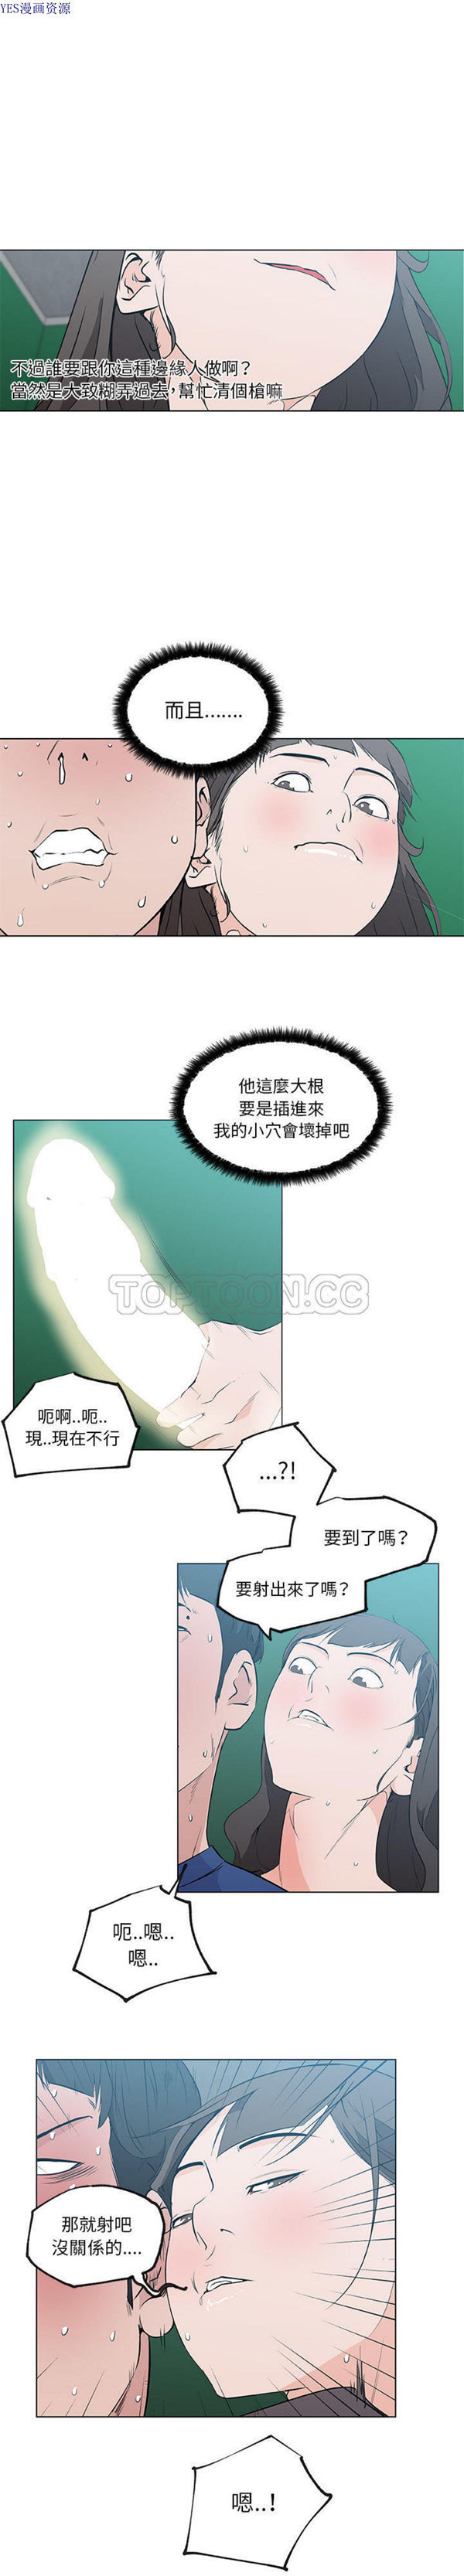 YES漫画资源
不過誰要跟你這種邊緣人做啊?
當然是大致糊弄過去,幫忙清個槍嘛
而且.......
他這麼大根
要是插進來
我的小穴會壞掉吧
TOPTOON.CC
呃啊..呃..
現..現在不行
...?!
要到了嗎?
要射出來了嗎?
呃..嗯..
嗯..
那就射吧
沒關係的....
嗯..!